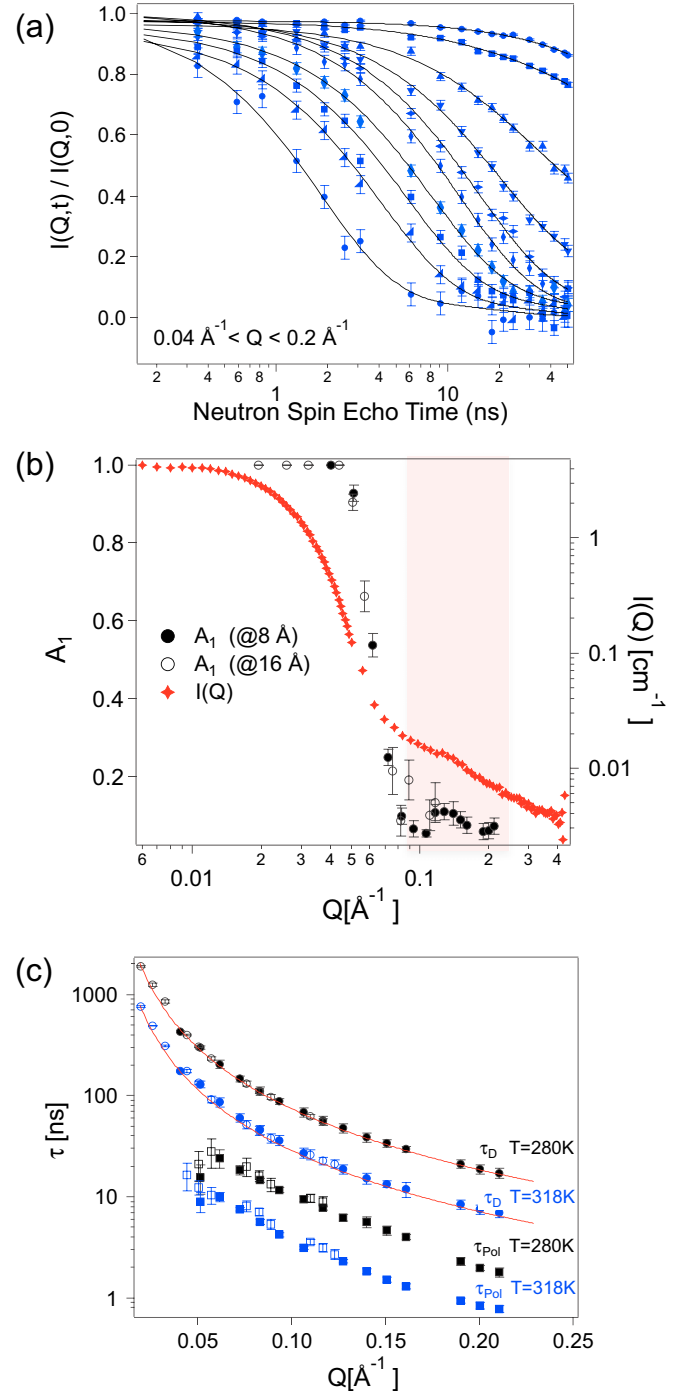 (a)
I(Q,t) / I(Q,0)
1.0
0.8
0.6
0.4
0.2
0.0
0.04 Å⁻¹ < Q < 0.2 Å⁻¹
2 4 6 8 1 2 4 6 8 10 2 4
Neutron Spin Echo Time (ns)
(b)
A₁
1.0
0.8
0.6
0.4
0.2
A₁ (@8 Å)
A₁ (@16 Å)
I(Q)
1
0.1
0.01
I(Q) [cm⁻¹]
6 0.01 2 3 4 5 6 0.1 2 3 4
Q[Å⁻¹]
(c)
τ [ns]
1000
100
10
1
τD T=280K
τD T=318K
τPol T=280K
τPol T=318K
0.05 0.10 0.15 0.20 0.25
Q[Å⁻¹]